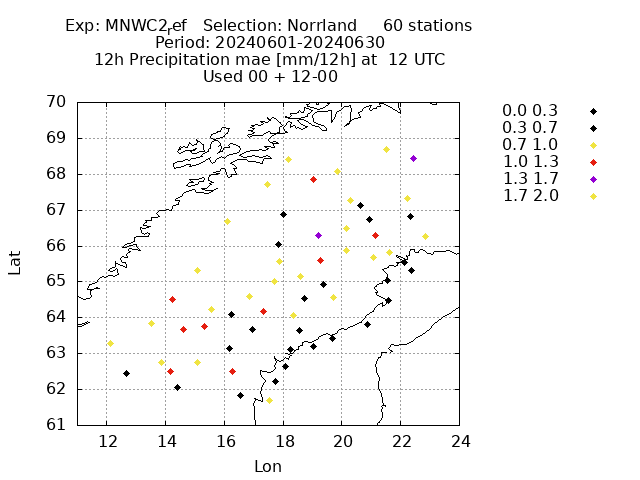 Exp: MNWC2ref Selection: Norrland 60 stations
Period: 20240601-20240630
12h Precipitation mae [mm/12h] at 12 UTC
Used 00 + 12-00
0.0 0.3
0.3 0.7
0.7 1.0
1.0 1.3
1.3 1.7
1.7 2.0
70
69
68
67
66
65
64
63
62
61
Lat
12 14 16 18 20 22 24
Lon